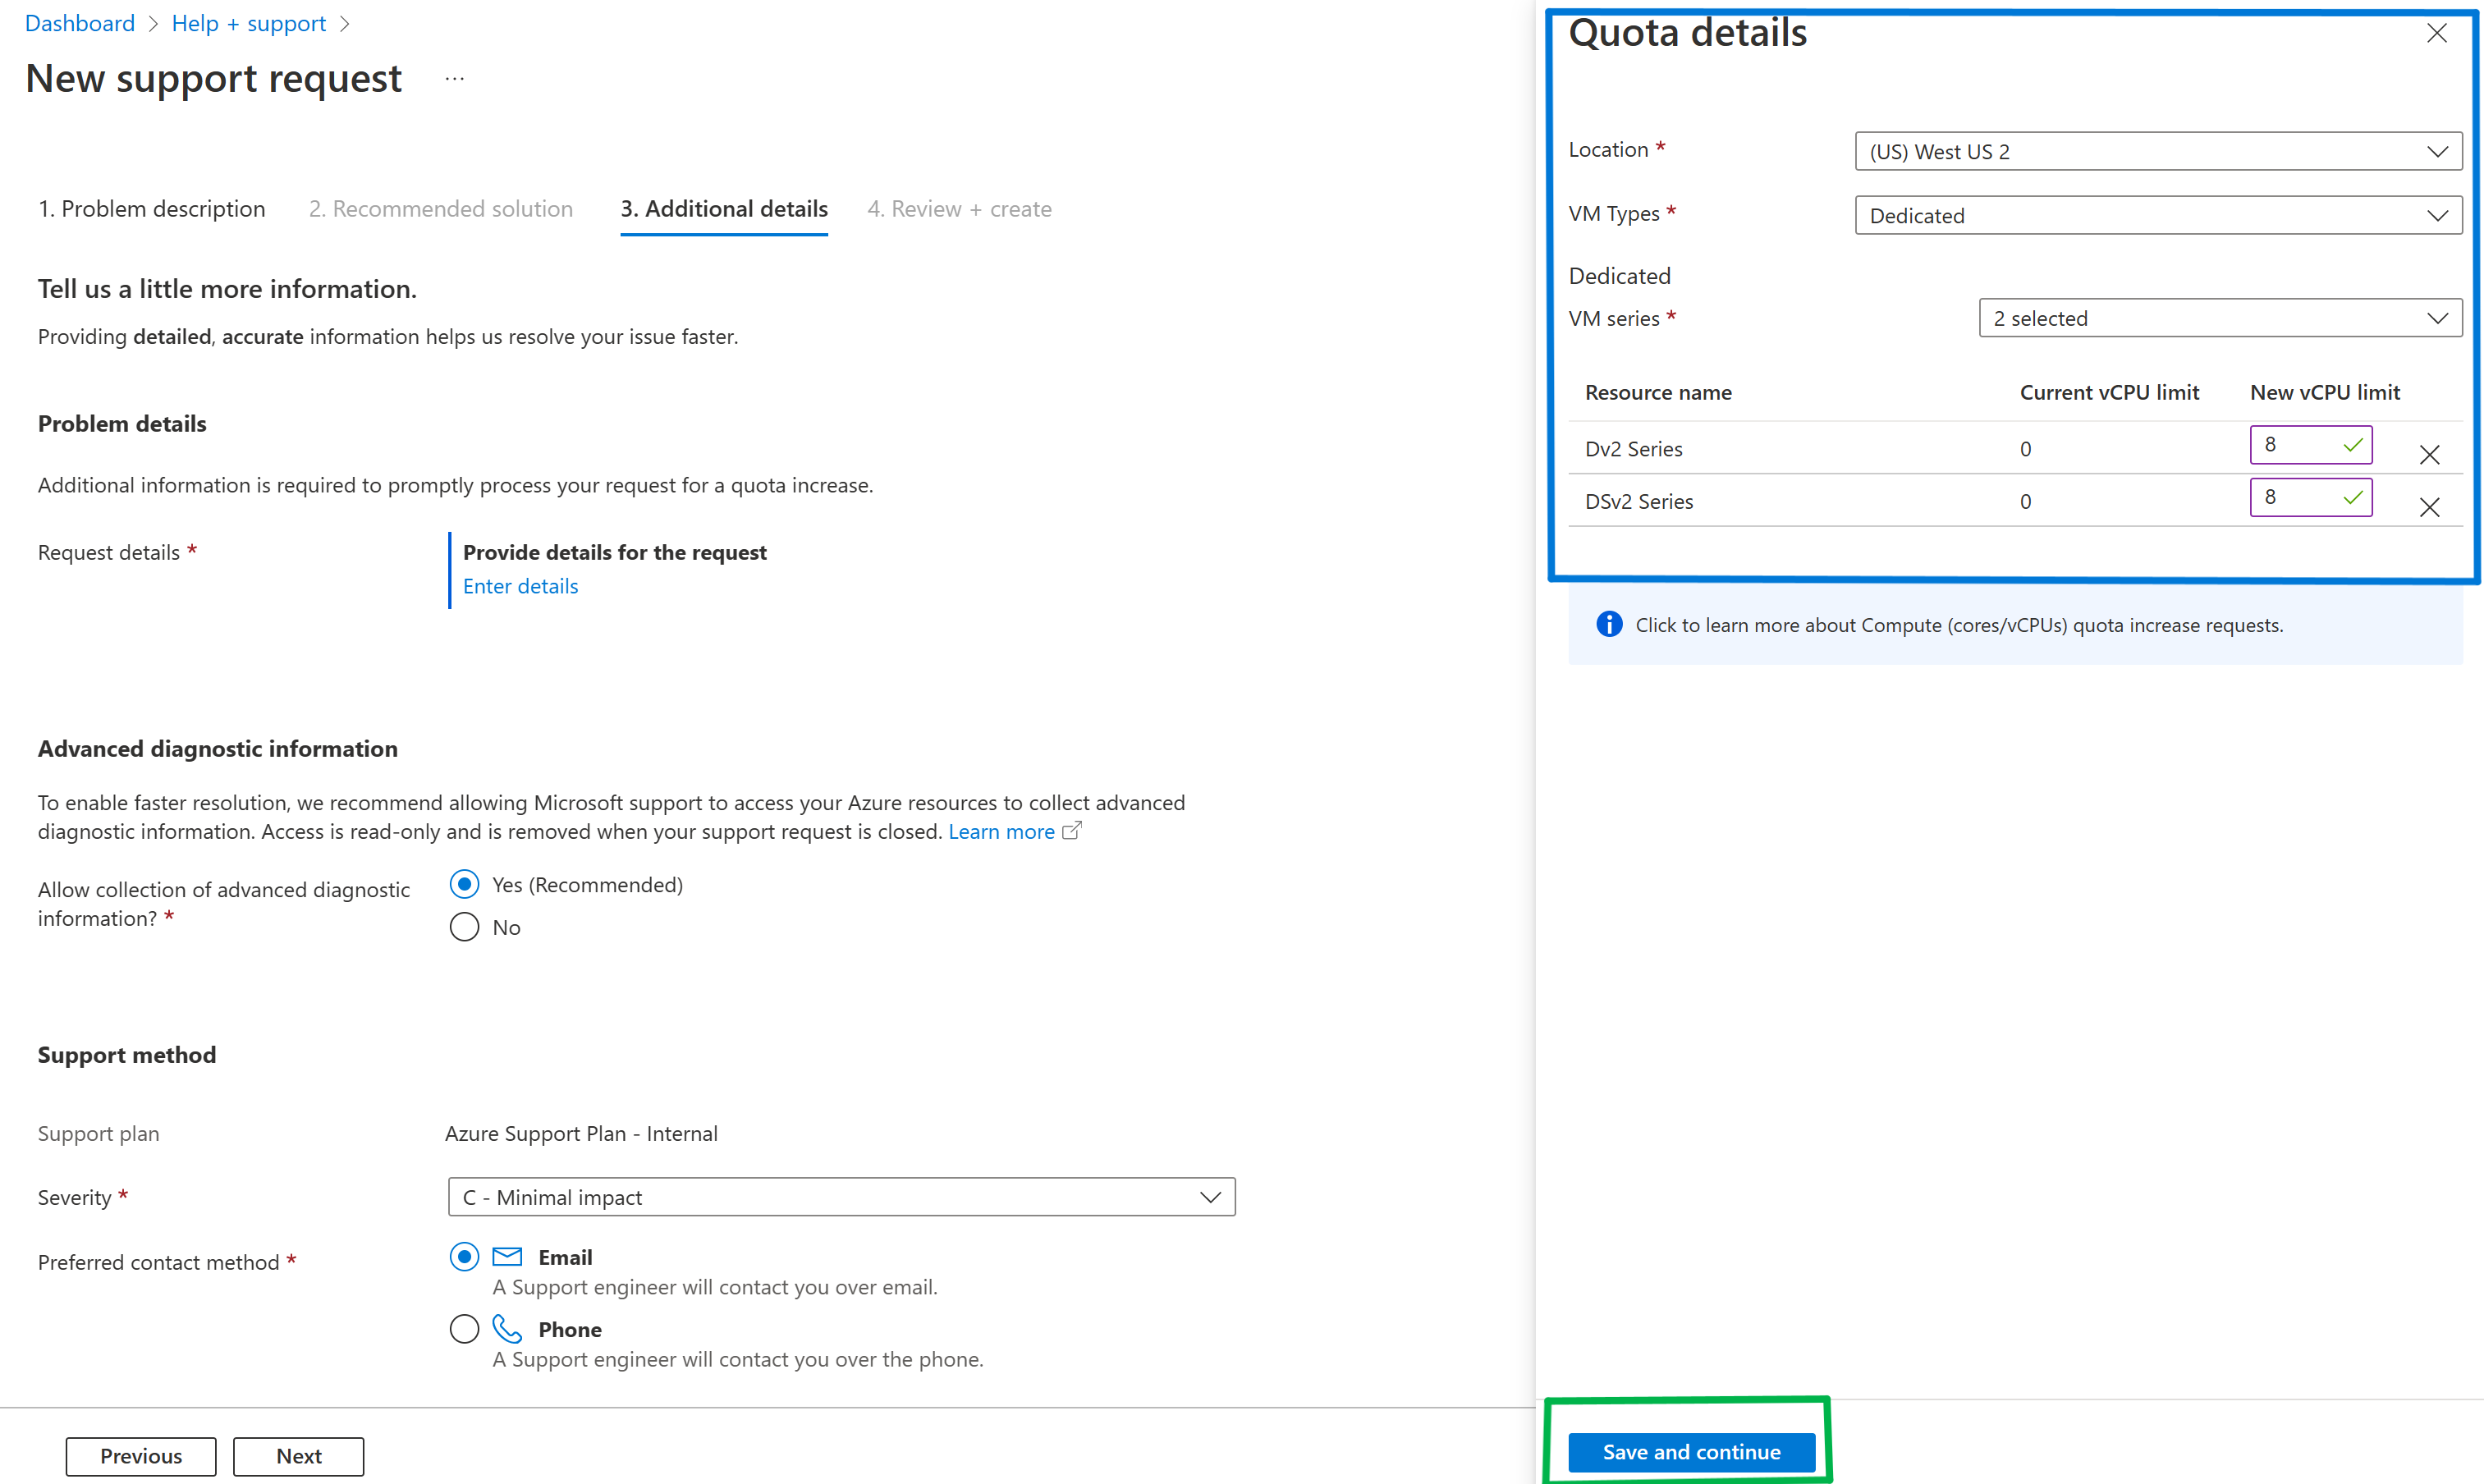 Dashboard > Help + support >
New support request ...
1. Problem description 2. Recommended solution 3. Additional details 4. Review + create
Tell us a little more information.
Providing detailed, accurate information helps us resolve your issue faster.
Problem details
Additional information is required to promptly process your request for a quota increase.
Request details *
Provide details for the request
Enter details
Advanced diagnostic information
To enable faster resolution, we recommend allowing Microsoft support to access your Azure resources to collect advanced
diagnostic information. Access is read-only and is removed when your support request is closed. Learn more
Allow collection of advanced diagnostic
information? *
Yes (Recommended)
No
Support method
Support plan Azure Support Plan - Internal
Severity * C - Minimal impact
Preferred contact method *
Email
A Support engineer will contact you over email.
Phone
A Support engineer will contact you over the phone.
Previous Next
Quota details
Location * (US) West US 2
VM Types * Dedicated
Dedicated
VM series * 2 selected
Resource name Current vCPU limit New vCPU limit
Dv2 Series 0 8
DSv2 Series 0 8
Click to learn more about Compute (cores/vCPUs) quota increase requests.
Save and continue